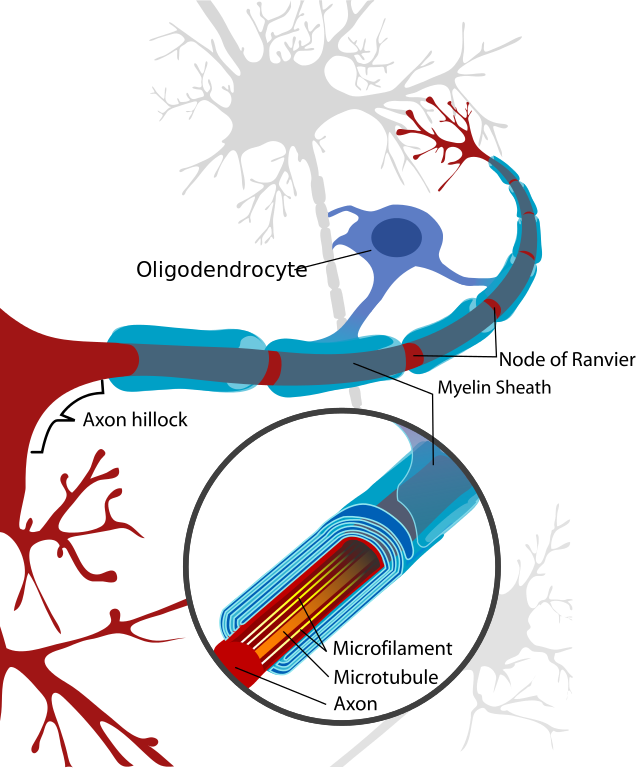 Oligodendrocyte
Node of Ranvier
Myelin Sheath
Axon hillock
Microfilament
Microtubule
Axon